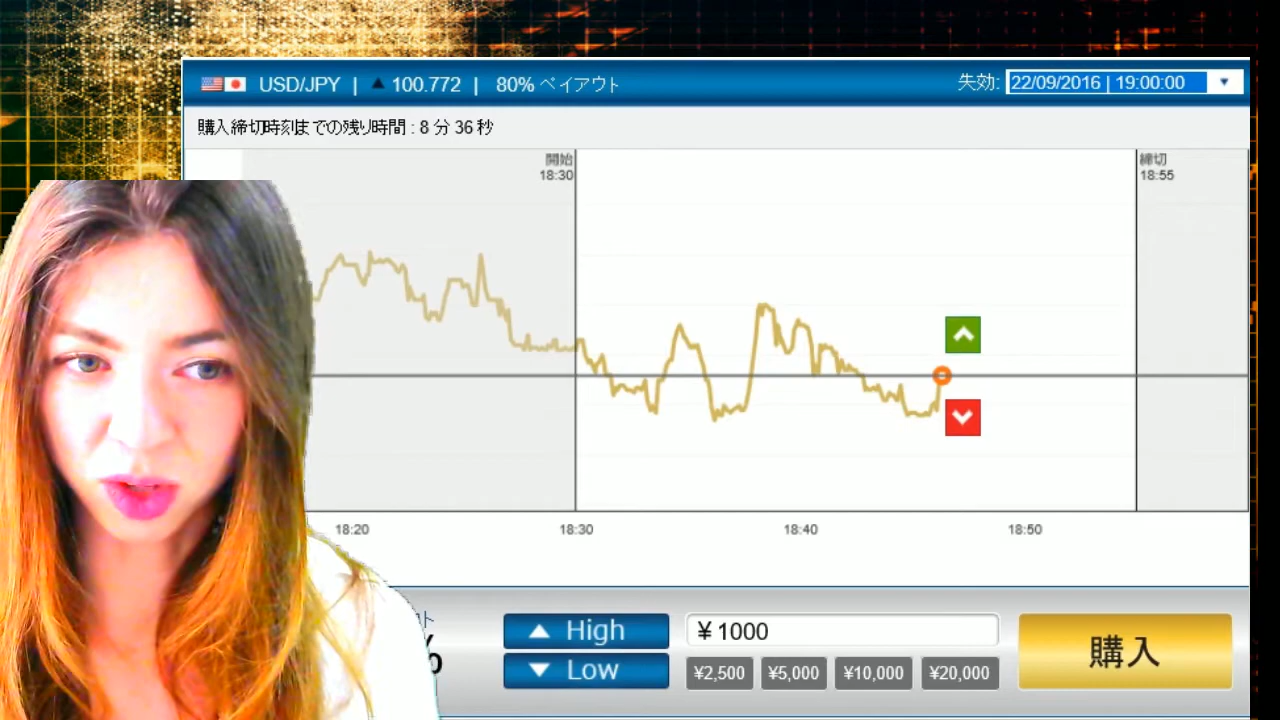 USD/JPY | ▲ 100.772 | 80% ペイアウト
失効: 22/09/2016 | 19:00:00
購入締切時刻までの残り時間 : 8 分 36 秒
開始
18:30
締切
18:55
18:20
18:30
18:40
18:50
High
Low
¥ 1000
¥2,500
¥5,000
¥10,000
¥20,000
購入